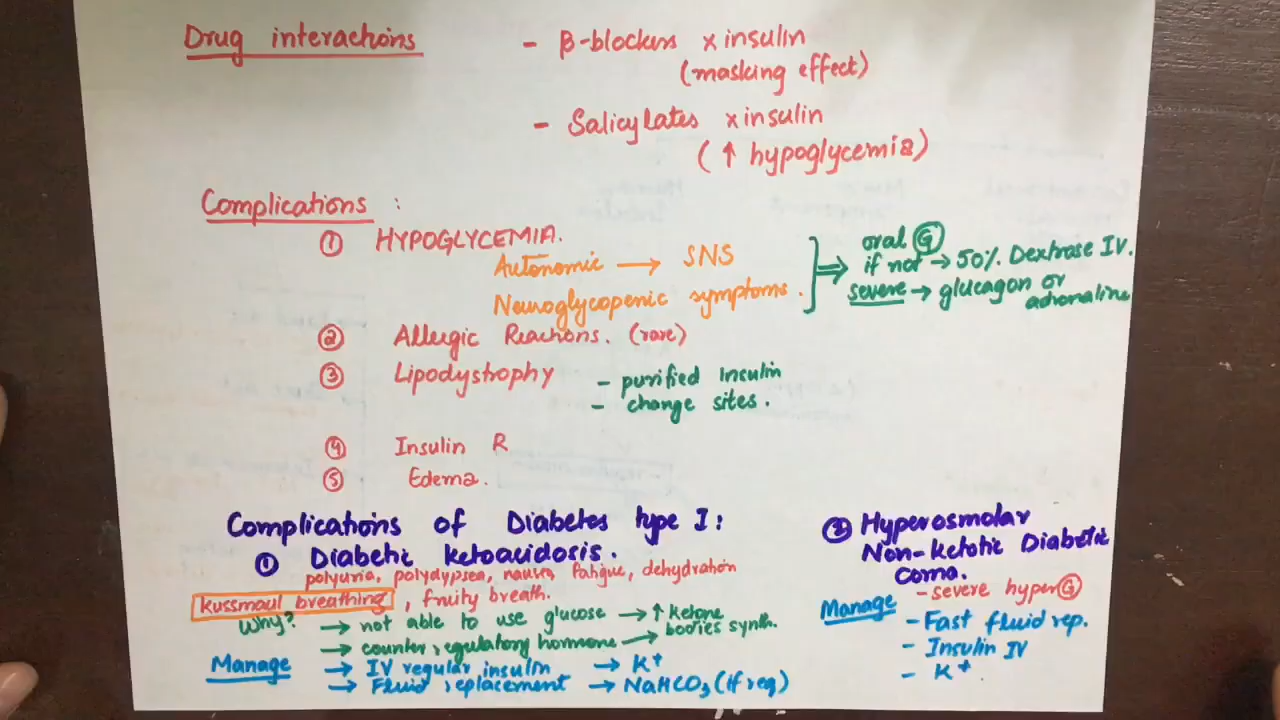 Drug interactions
- β-blockers x insulin
(masking effect)
- Salicylates x insulin
(↑ hypoglycemia)
Complications :
① HYPOGLYCEMIA.
Autonomic → SNS
Neuroglycopenic symptoms.
oral Ⓖ
if not → 50% Dextrose IV.
severe → glucagon or
adrenaline
② Allergic Reactions. (rare)
③ Lipodystrophy
- purified Insulin
- change sites.
④ Insulin R
⑤ Edema.
Complications of Diabetes type I:
① Diabetic ketoacidosis.
polyuria, polydypsea, nausea, fatigue, dehydration
kussmaul breathing, fruity breath.
Why? → not able to use glucose → ↑ ketone
bodies synth.
→ counter regulatory hormone →
Manage → IV regular insulin → K+
→ Fluid replacement → NaHCO3 (if req)
② Hyperosmolar
Non-ketotic Diabetic
coma.
- severe hyperⒼ
Manage
- Fast fluid rep.
- Insulin IV
- K+